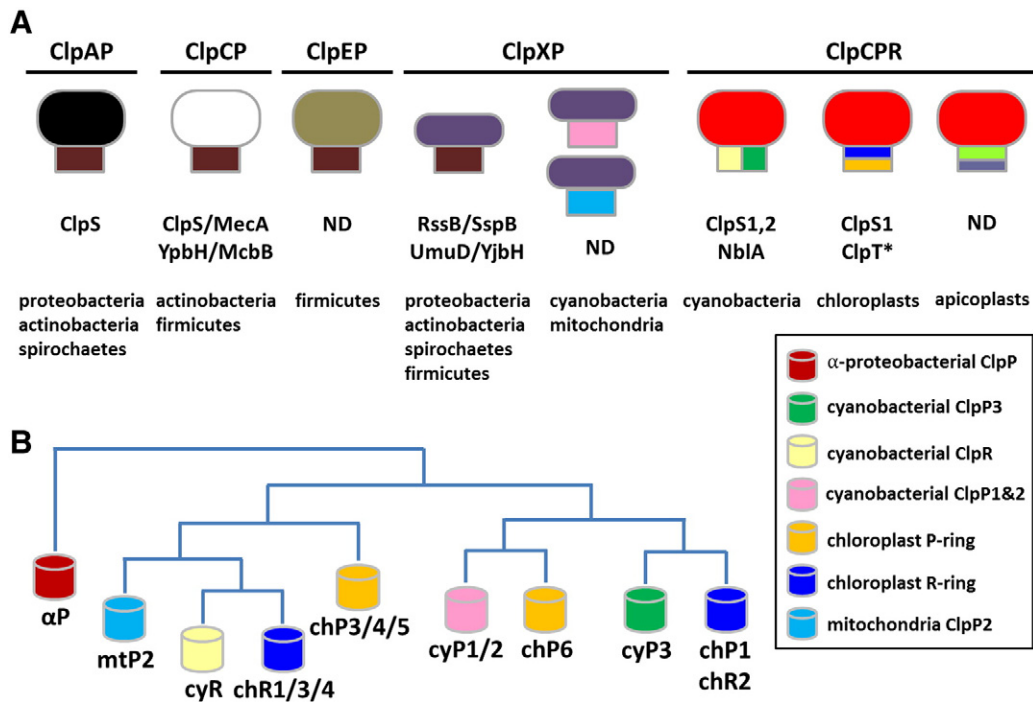 A
ClpAP
ClpCP
ClpEP
ClpXP
ClpCPR
ClpS
ClpS/MecA
YpbH/McbB
ND
RssB/SspB
UmuD/YjbH
ND
ClpS1,2
NblA
ClpS1
ClpT*
ND
proteobacteria
actinobacteria
spirochaetes
actinobacteria
firmicutes
firmicutes
proteobacteria
actinobacteria
spirochaetes
firmicutes
cyanobacteria
mitochondria
cyanobacteria
chloroplasts
apicoplasts
α-proteobacterial ClpP
cyanobacterial ClpP3
cyanobacterial ClpR
cyanobacterial ClpP1&2
chloroplast P-ring
chloroplast R-ring
mitochondria ClpP2
B
αP
mtP2
cyR
chR1/3/4
chP3/4/5
cyP1/2
chP6
cyP3
chP1
chR2